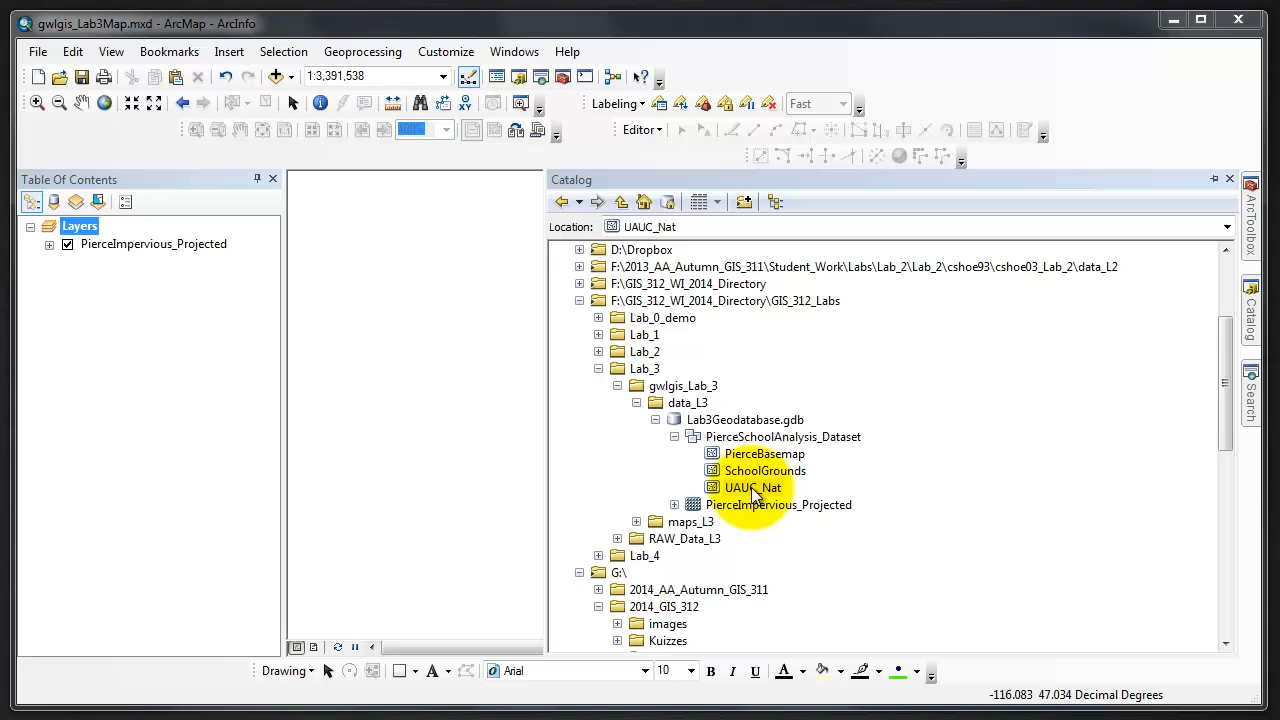 gwlgis_Lab3Map.mxd - ArcMap - ArcInfo
File Edit View Bookmarks Insert Selection Geoprocessing Customize Windows Help
1:3,391,538
Labeling Fast
100% Editor
Table Of Contents
Layers
PierceImpervious_Projected
Catalog
Location: UAUC_Nat
D:\Dropbox
F:\2013_AA_Autumn_GIS_311\Student_Work\Labs\Lab_2\Lab_2\cshoe93\cshoe03_Lab_2\data_L2
F:\GIS_312_WI_2014_Directory
F:\GIS_312_WI_2014_Directory\GIS_312_Labs
Lab_0_demo
Lab_1
Lab_2
Lab_3
gwlgis_Lab_3
data_L3
Lab3Geodatabase.gdb
PierceSchoolAnalysis_Dataset
PierceBasemap
SchoolGrounds
UAUC_Nat
PierceImpervious_Projected
maps_L3
RAW_Data_L3
Lab_4
G:\
2014_AA_Autumn_GIS_311
2014_GIS_312
images
Kuizzes
ArcToolbox
Catalog
Search
Drawing A Arial 10 B I U A
-116.083 47.034 Decimal Degrees